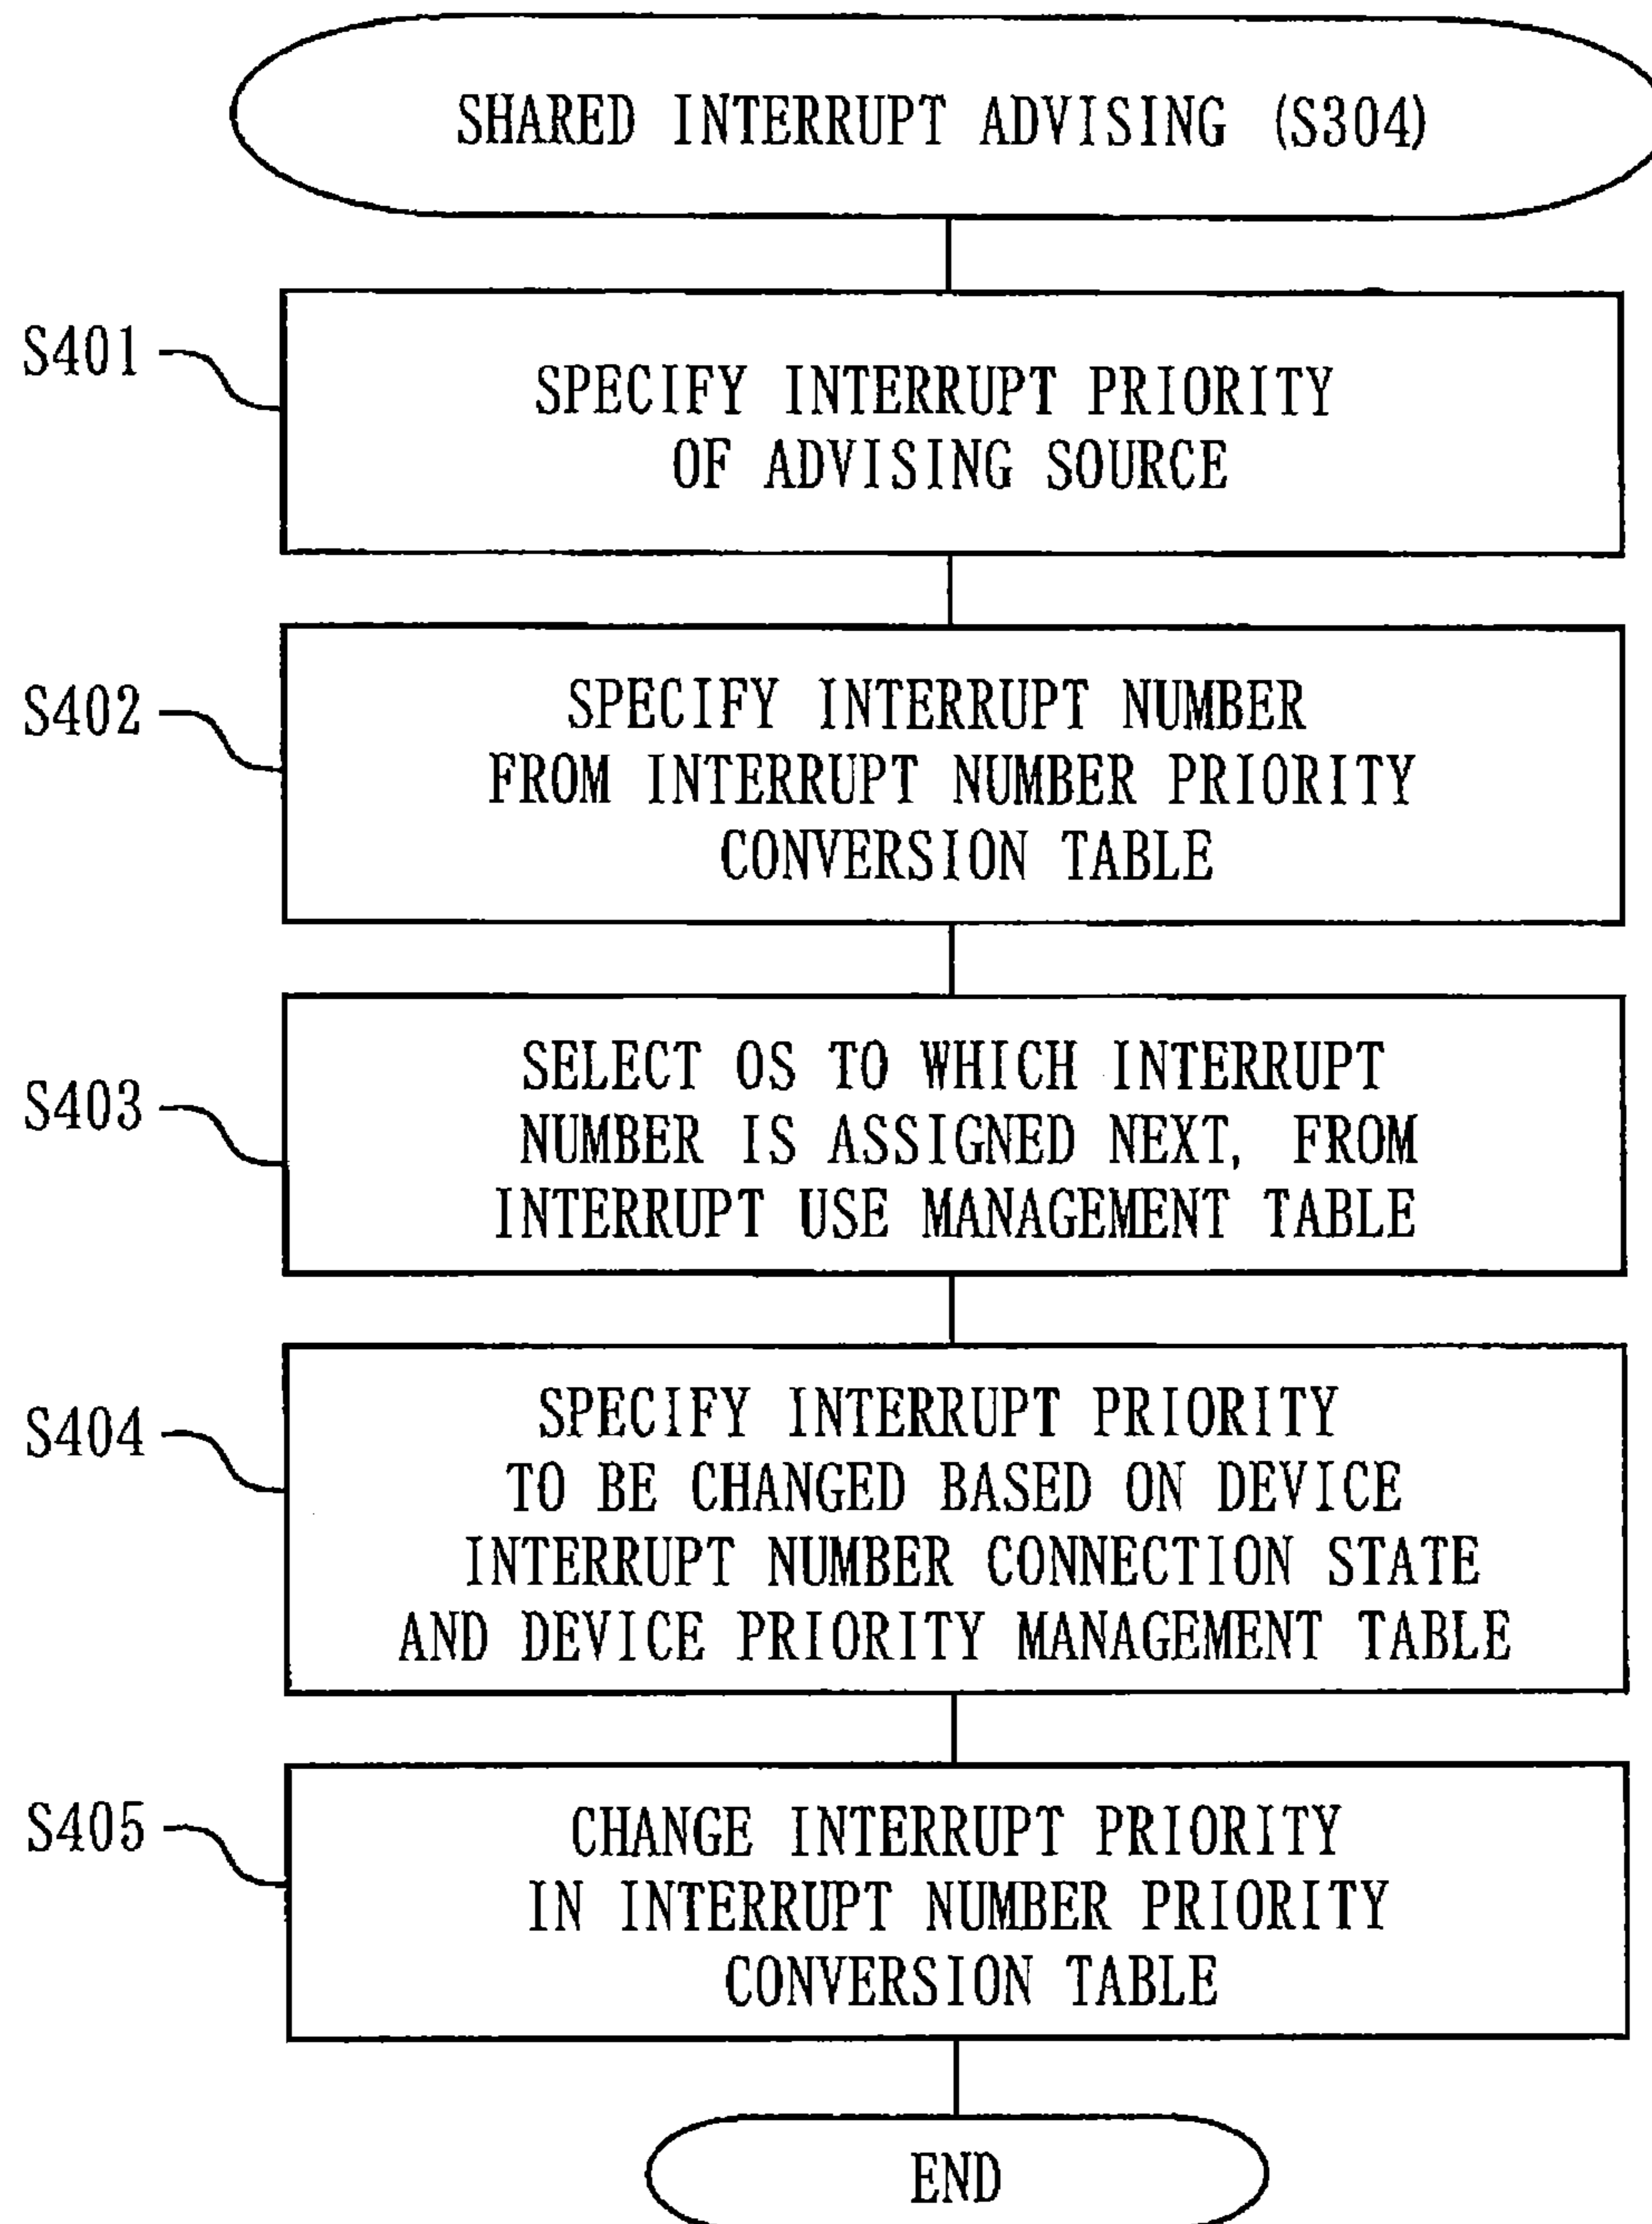 SHARED INTERRUPT ADVISING (S304)
S401
SPECIFY INTERRUPT PRIORITY
OF ADVISING SOURCE
S402
SPECIFY INTERRUPT NUMBER
FROM INTERRUPT NUMBER PRIORITY
CONVERSION TABLE
S403
SELECT OS TO WHICH INTERRUPT
NUMBER IS ASSIGNED NEXT, FROM
INTERRUPT USE MANAGEMENT TABLE
S404
SPECIFY INTERRUPT PRIORITY
TO BE CHANGED BASED ON DEVICE
INTERRUPT NUMBER CONNECTION STATE
AND DEVICE PRIORITY MANAGEMENT TABLE
S405
CHANGE INTERRUPT PRIORITY
IN INTERRUPT NUMBER PRIORITY
CONVERSION TABLE
END